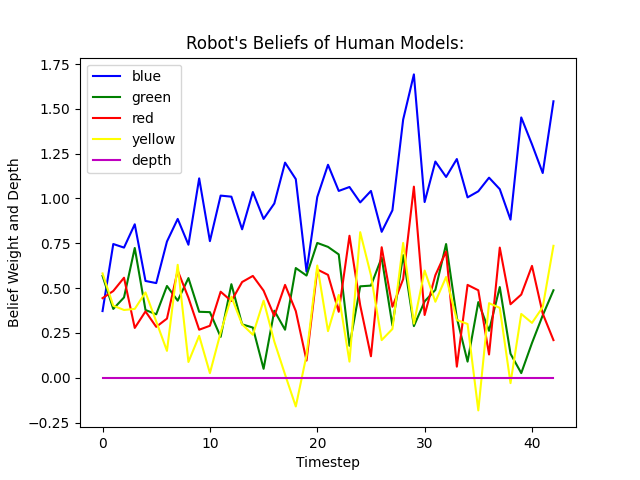 Robot's Beliefs of Human Models:
1.75
1.50
1.25
1.00
0.75
0.50
0.25
0.00
−0.25
Belief Weight and Depth
blue
green
red
yellow
depth
0 10 20 30 40
Timestep